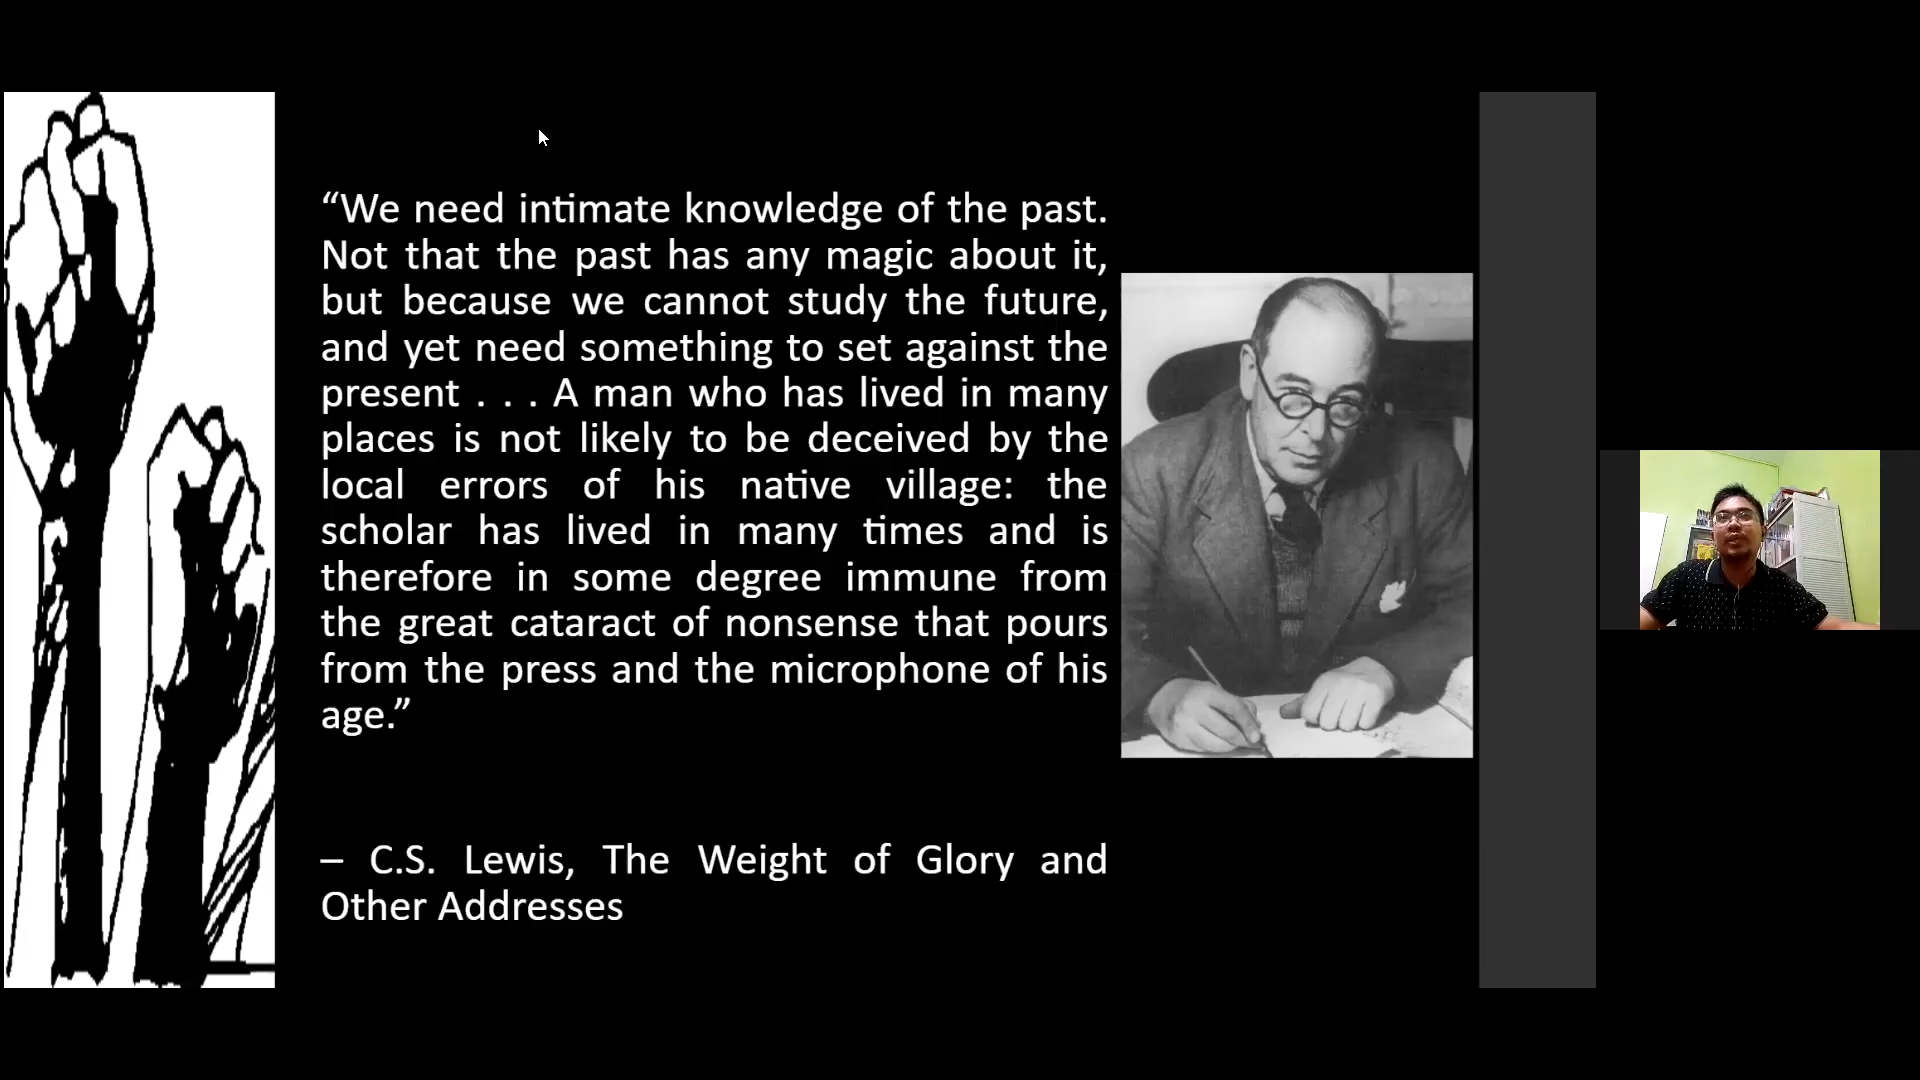 “We need intimate knowledge of the past.
Not that the past has any magic about it,
but because we cannot study the future,
and yet need something to set against the
present . . . A man who has lived in many
places is not likely to be deceived by the
local errors of his native village: the
scholar has lived in many times and is
therefore in some degree immune from
the great cataract of nonsense that pours
from the press and the microphone of his
age.”
– C.S. Lewis, The Weight of Glory and
Other Addresses